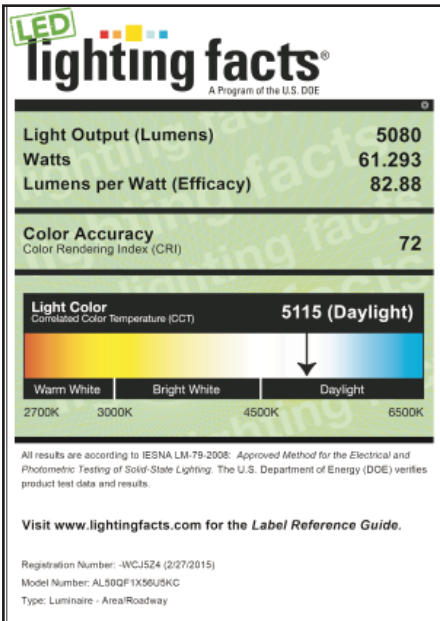 LED
lighting facts®
A Program of the U.S. DOE
Light Output (Lumens) 5080
Watts 61.293
Lumens per Watt (Efficacy) 82.88
Color Accuracy 72
Color Rendering Index (CRI)
Light Color 5115 (Daylight)
Correlated Color Temperature (CCT)
Warm White Bright White Daylight
2700K 3000K 4500K 6500K
All results are according to IESNA LM-79-2008: Approved Method for the Electrical and
Photometric Testing of Solid-State Lighting. The U.S. Department of Energy (DOE) verifies
product test data and results.
Visit www.lightingfacts.com for the Label Reference Guide.
Registration Number: -WCJ5Z4 (2/27/2015)
Model Number: AL50QF1X56U5KC
Type: Luminaire - Area/Roadway